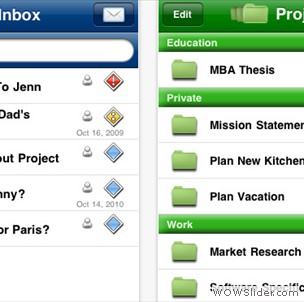 Inbox
To Jenn
Dad's
Oct 16, 2009
out Project
nny?
Oct 14, 2010
or Paris?
Edit
Proj
Education
MBA Thesis
Private
Mission Statemen
Plan New Kitchen
Plan Vacation
Work
Market Research
Software Specific
WOWSlider.com